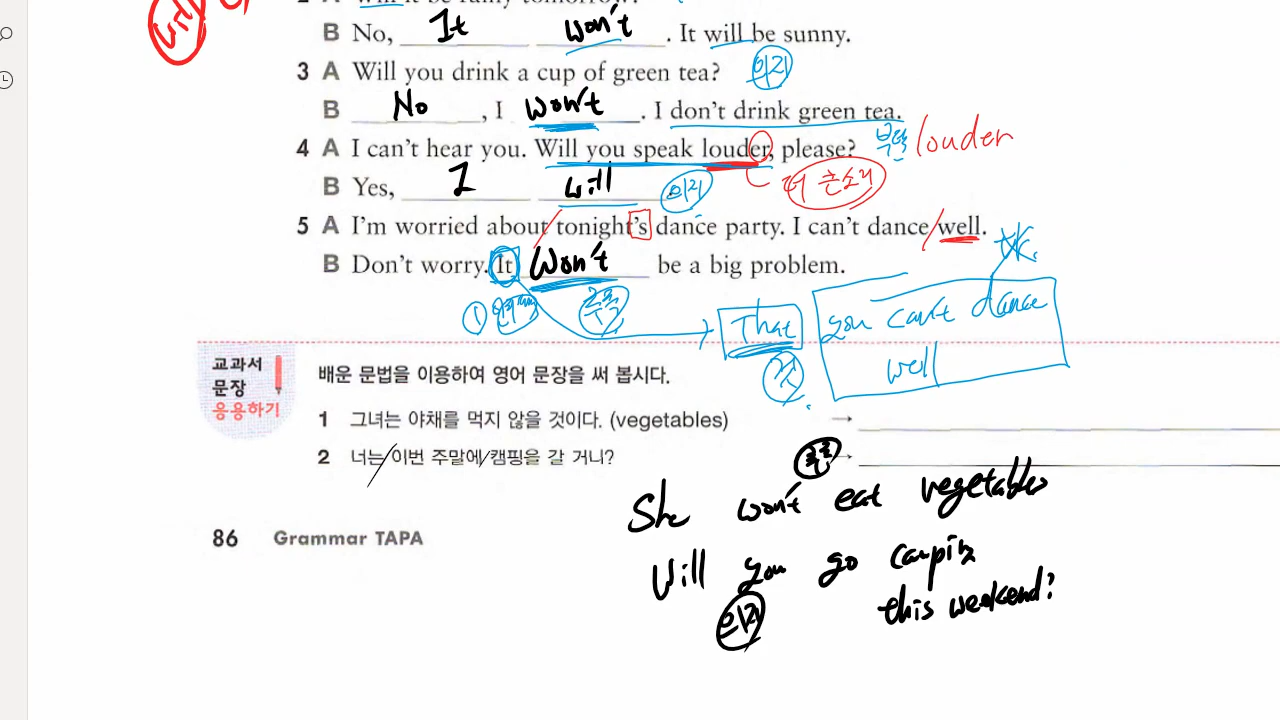 B No, It won't . It will be sunny.
3 A Will you drink a cup of green tea? 의지
B No , I won't . I don't drink green tea.
4 A I can't hear you. Will you speak louder, please? 부탁 louder
B Yes, I will 의지 더 큰소리
5 A I'm worried about tonight's dance party. I can't dance well.
B Don't worry. It won't be a big problem.
① 추측 That you can't dance
것 well
교과서
문장
응용하기
배운 문법을 이용하여 영어 문장을 써 봅시다.
1 그녀는 야채를 먹지 않을 것이다. (vegetables) →
2 너는 이번 주말에 캠핑을 갈 거니? →
추측
She won't eat vegetables
86 Grammar TAPA
Will you go
의지 this weekend?